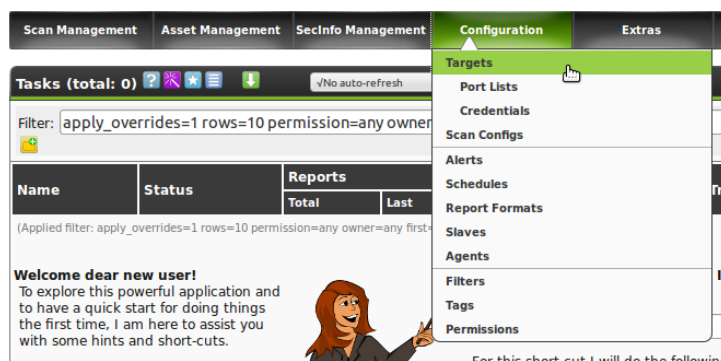 Scan Management Asset Management SecInfo Management Configuration Extras
Targets
Port Lists
Credentials
Scan Configs
Alerts
Schedules
Report Formats
Slaves
Agents
Filters
Tags
Permissions
Tasks (total: 0) ? √No auto-refresh
Filter: apply_overrides=1 rows=10 permission=any owner
Name Status Reports
Total Last
(Applied filter: apply_overrides=1 rows=10 permission=any owner=any first=
Welcome dear new user!
To explore this powerful application and
to have a quick start for doing things
the first time, I am here to assist you
with some hints and short-cuts.